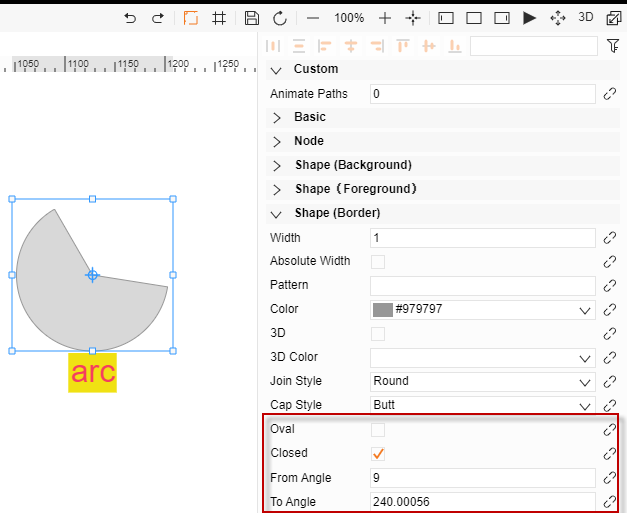 100% 3D
1050 1100 1150 1200 1250
Custom
Animate Paths 0
Basic
Node
Shape (Background)
Shape（Foreground）
Shape (Border)
Width 1
Absolute Width
Pattern
Color #979797
3D
3D Color
Join Style Round
Cap Style Butt
Oval
Closed
From Angle 9
To Angle 240.00056
arc